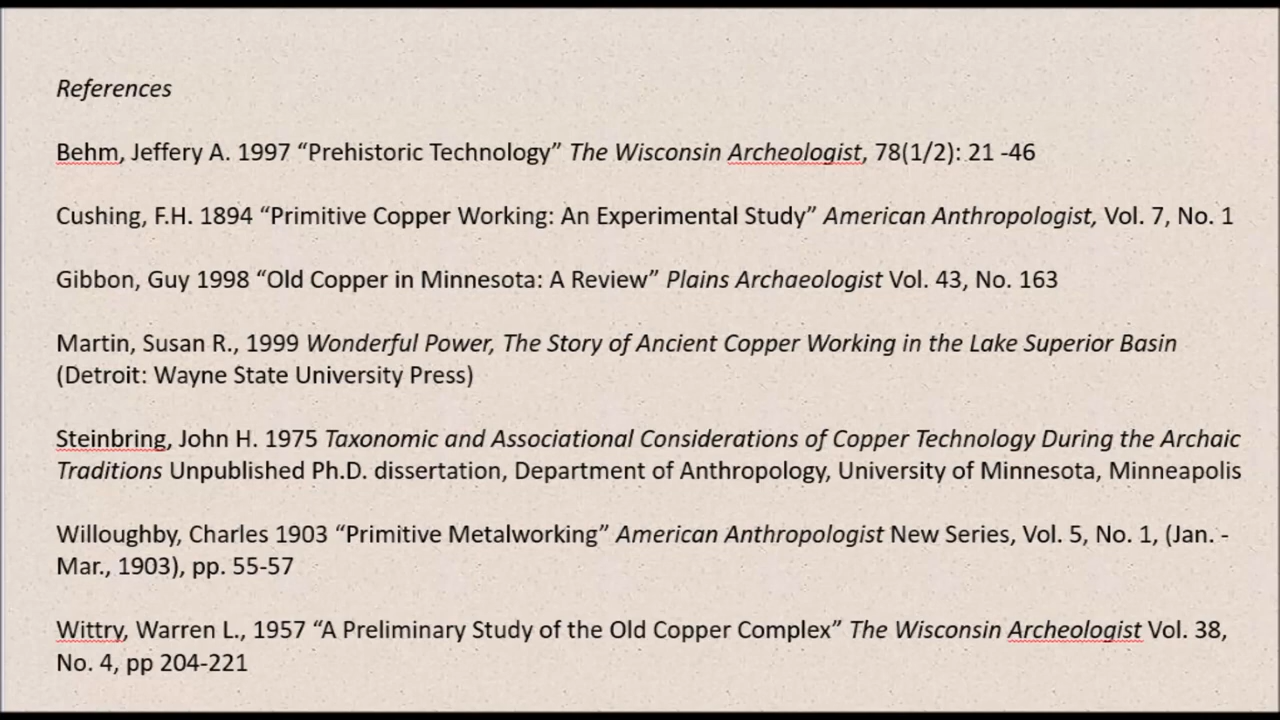 References
Behm, Jeffery A. 1997 “Prehistoric Technology” The Wisconsin Archeologist, 78(1/2): 21 -46
Cushing, F.H. 1894 “Primitive Copper Working: An Experimental Study” American Anthropologist, Vol. 7, No. 1
Gibbon, Guy 1998 “Old Copper in Minnesota: A Review” Plains Archaeologist Vol. 43, No. 163
Martin, Susan R., 1999 Wonderful Power, The Story of Ancient Copper Working in the Lake Superior Basin
(Detroit: Wayne State University Press)
Steinbring, John H. 1975 Taxonomic and Associational Considerations of Copper Technology During the Archaic
Traditions Unpublished Ph.D. dissertation, Department of Anthropology, University of Minnesota, Minneapolis
Willoughby, Charles 1903 “Primitive Metalworking” American Anthropologist New Series, Vol. 5, No. 1, (Jan. -
Mar., 1903), pp. 55-57
Wittry, Warren L., 1957 “A Preliminary Study of the Old Copper Complex” The Wisconsin Archeologist Vol. 38,
No. 4, pp 204-221